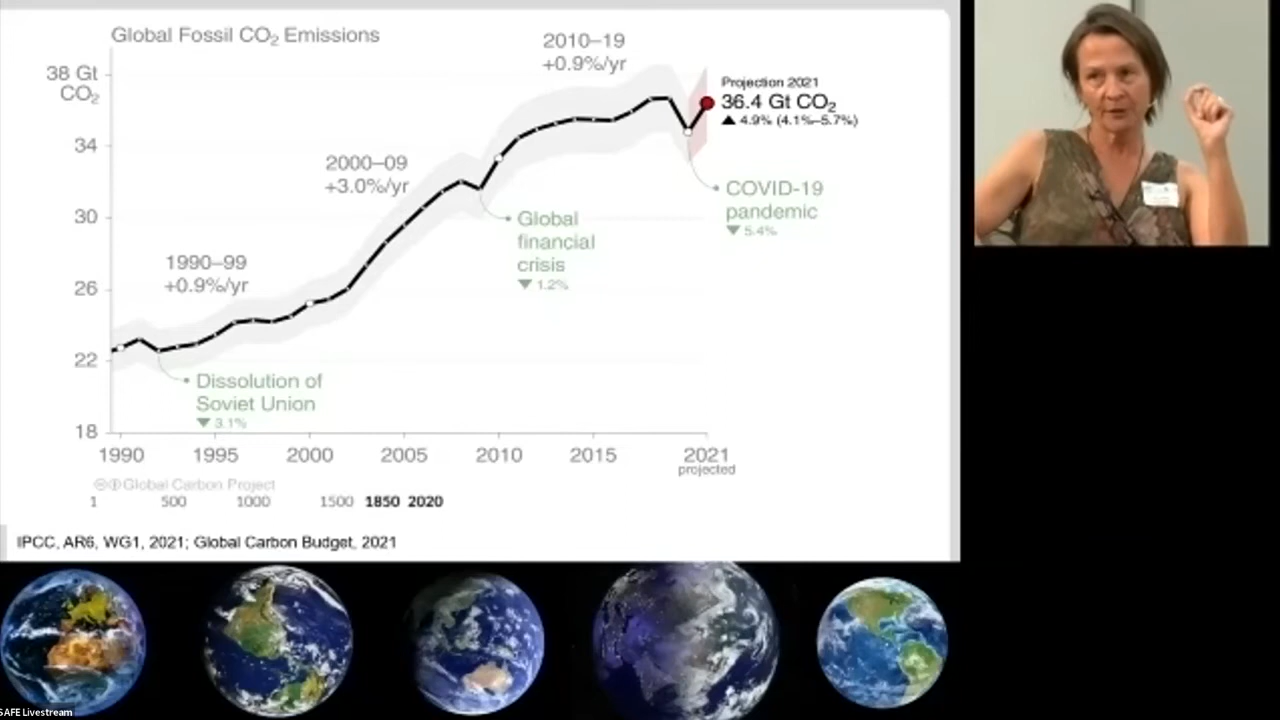 Global Fossil CO₂ Emissions
2010–19
+0.9%/yr
38 Gt
CO₂
Projection 2021
36.4 Gt CO₂
▲ 4.9% (4.1%–5.7%)
34
2000–09
+3.0%/yr
COVID-19
pandemic
▼ 5.4%
30
Global
financial
crisis
▼ 1.2%
1990–99
+0.9%/yr
26
22
Dissolution of
Soviet Union
▼ 3.1%
18
1990 1995 2000 2005 2010 2015 2021
projected
Global Carbon Project
1 500 1000 1500 1850 2020
IPCC, AR6, WG1, 2021; Global Carbon Budget, 2021
SAFE Livestream